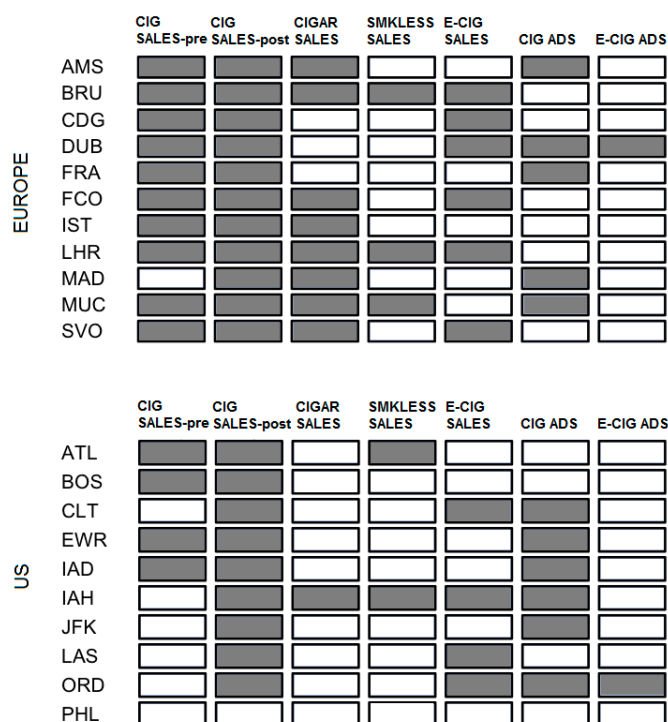 CIG CIG CIGAR SMKLESS E-CIG
SALES-pre SALES-post SALES SALES SALES CIG ADS E-CIG ADS
EUROPE
AMS
BRU
CDG
DUB
FRA
FCO
IST
LHR
MAD
MUC
SVO
CIG CIG CIGAR SMKLESS E-CIG
SALES-pre SALES-post SALES SALES SALES CIG ADS E-CIG ADS
US
ATL
BOS
CLT
EWR
IAD
IAH
JFK
LAS
ORD
PHL